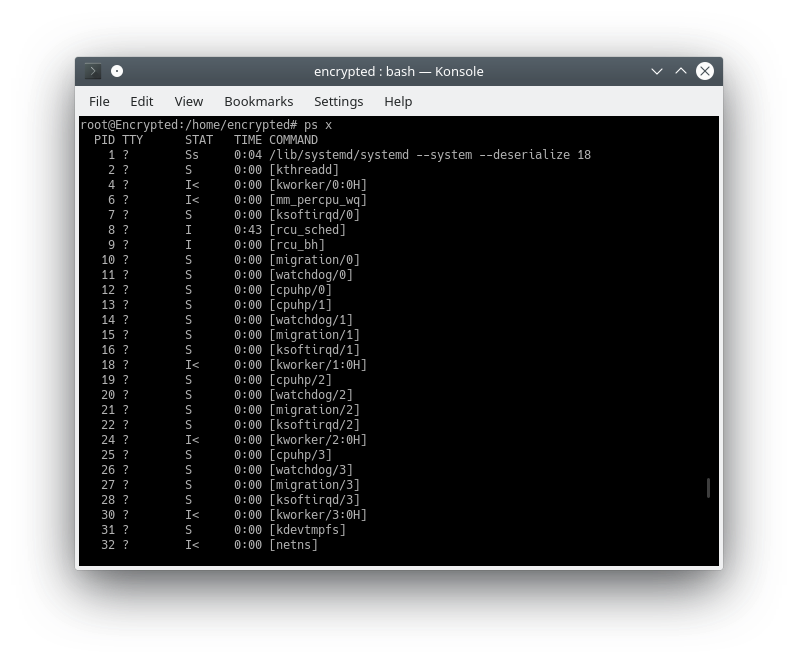 encrypted : bash — Konsole
File Edit View Bookmarks Settings Help
root@Encrypted:/home/encrypted# ps x
  PID TTY      STAT   TIME COMMAND
    1 ?        Ss     0:04 /lib/systemd/systemd --system --deserialize 18
    2 ?        S      0:00 [kthreadd]
    4 ?        I<     0:00 [kworker/0:0H]
    6 ?        I<     0:00 [mm_percpu_wq]
    7 ?        S      0:00 [ksoftirqd/0]
    8 ?        I      0:43 [rcu_sched]
    9 ?        I      0:00 [rcu_bh]
   10 ?        S      0:00 [migration/0]
   11 ?        S      0:00 [watchdog/0]
   12 ?        S      0:00 [cpuhp/0]
   13 ?        S      0:00 [cpuhp/1]
   14 ?        S      0:00 [watchdog/1]
   15 ?        S      0:00 [migration/1]
   16 ?        S      0:00 [ksoftirqd/1]
   18 ?        I<     0:00 [kworker/1:0H]
   19 ?        S      0:00 [cpuhp/2]
   20 ?        S      0:00 [watchdog/2]
   21 ?        S      0:00 [migration/2]
   22 ?        S      0:00 [ksoftirqd/2]
   24 ?        I<     0:00 [kworker/2:0H]
   25 ?        S      0:00 [cpuhp/3]
   26 ?        S      0:00 [watchdog/3]
   27 ?        S      0:00 [migration/3]
   28 ?        S      0:00 [ksoftirqd/3]
   30 ?        I<     0:00 [kworker/3:0H]
   31 ?        S      0:00 [kdevtmpfs]
   32 ?        I<     0:00 [netns]